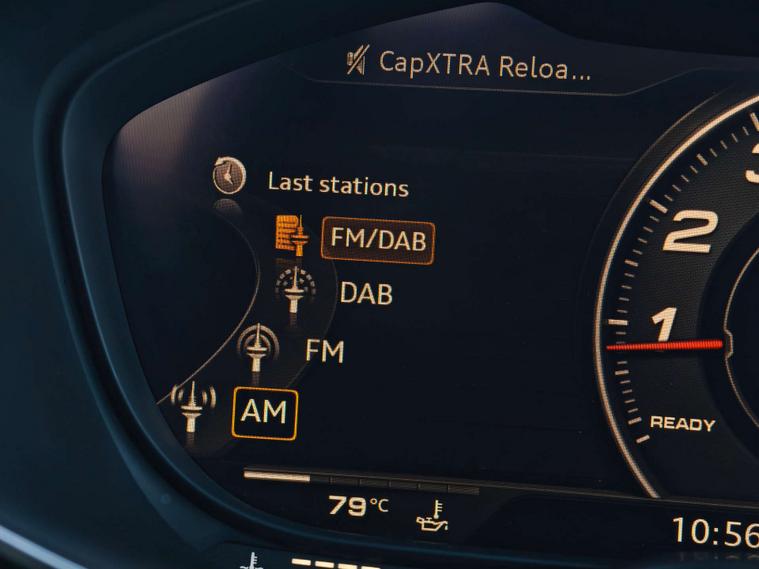 CapXTRA Reloa...
Last stations
FM/DAB
DAB
FM
AM
2
1
READY
79°C
10:56